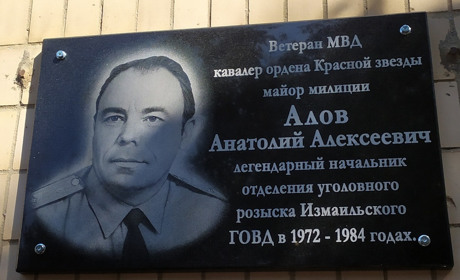 Ветеран МВД
кавалер ордена Красной звезды
майор милиции
Алов
Анатолий Алексеевич
легендарный начальник
отделения уголовного
розыска Измаильского
ГОВД в 1972 - 1984 годах.